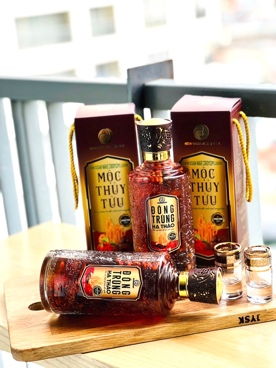 MỘC
THỦY
TỬU
MỘC
THỦY
TỬU
ĐÔNG
TRÙNG
HẠ THẢO
ĐÔNG
TRÙNG
HẠ THẢO
JYSK